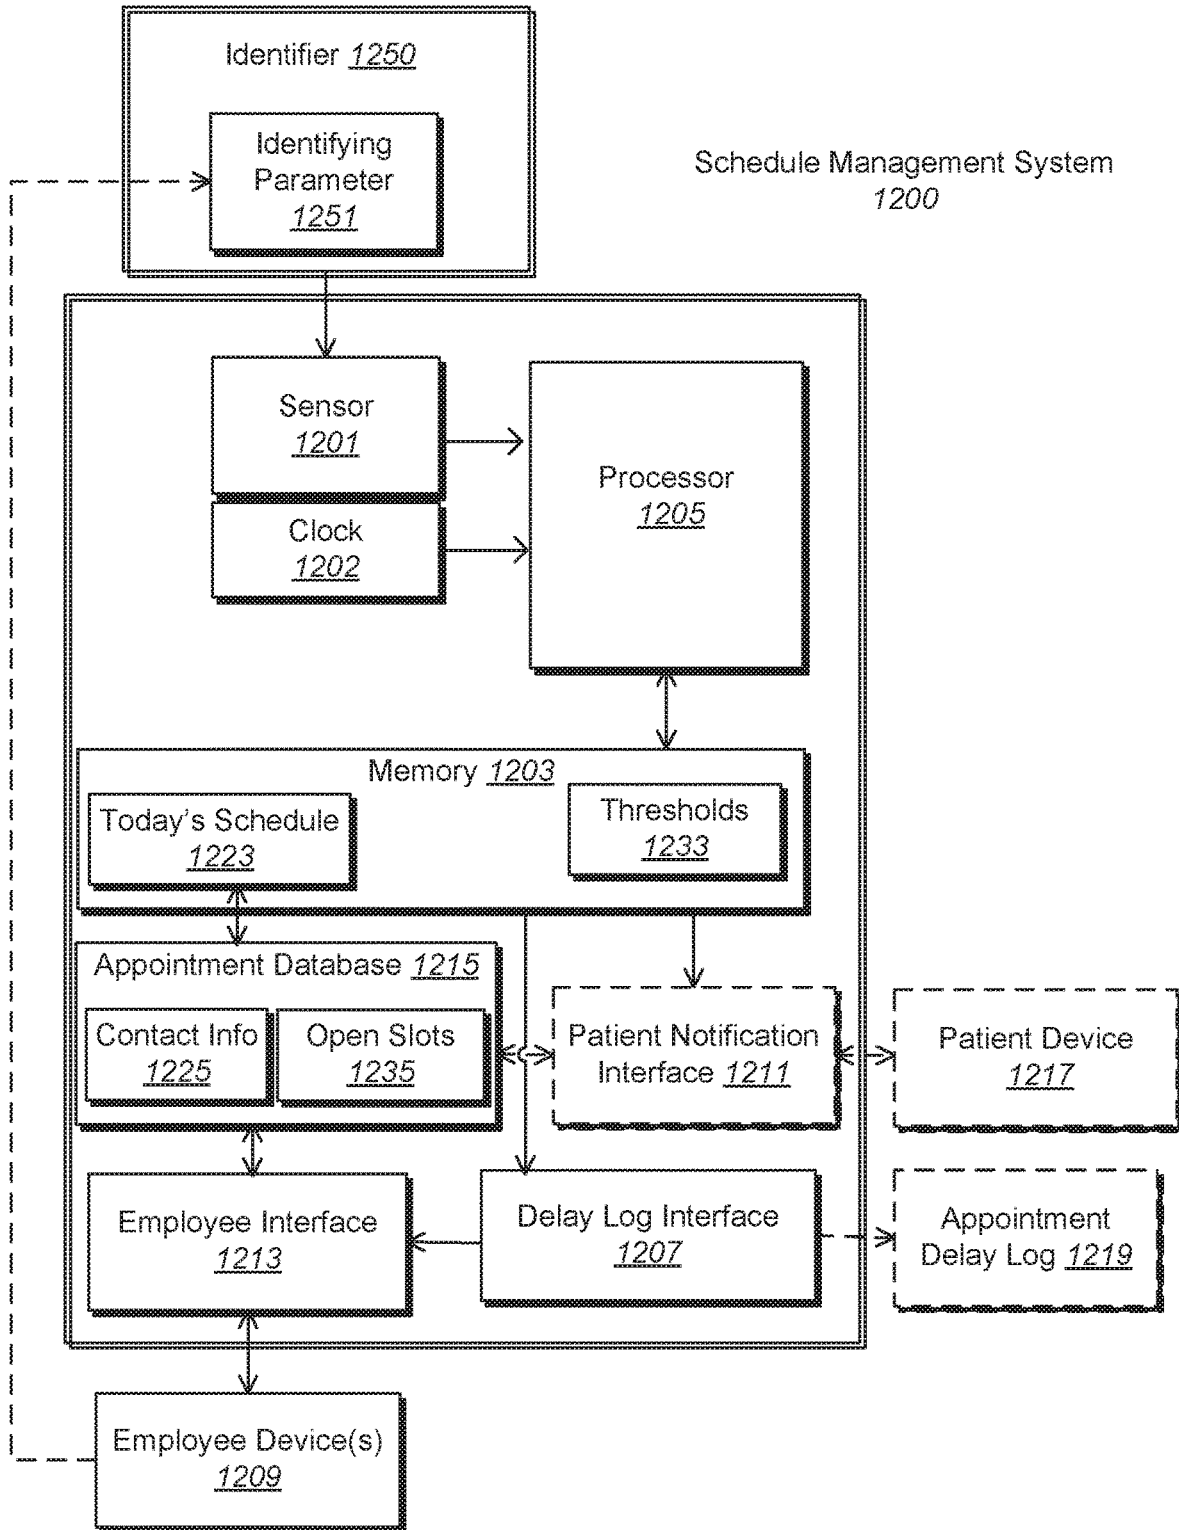 Identifier 1250
Identifying
Parameter
1251
Schedule Management System
1200
Sensor
1201
Processor
1205
Clock
1202
Memory 1203
Today's Schedule
1223
Thresholds
1233
Appointment Database 1215
Contact Info
1225
Open Slots
1235
Patient Notification
Interface 1211
Patient Device
1217
Employee Interface
1213
Delay Log Interface
1207
Appointment
Delay Log 1219
Employee Device(s)
1209